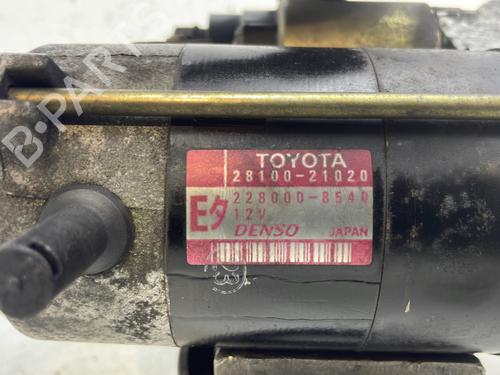 B-PARTS
TOYOTA
28100-21020
228000-8540
Eタ
12V
DENSO
JAPAN